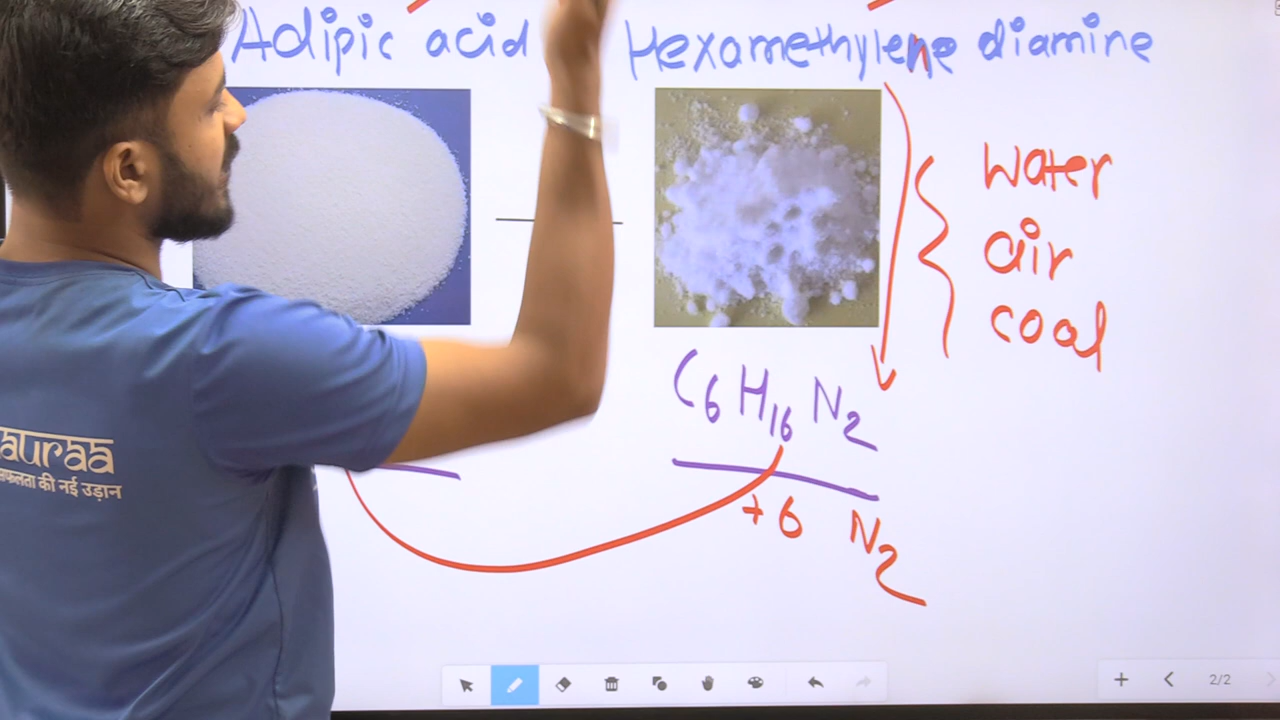 Adipic acid
Hexamethylene diamine
Water
air
coal
C6 H16 N2
+6 N2
auraa
सफलता की नई उड़ान
2/2